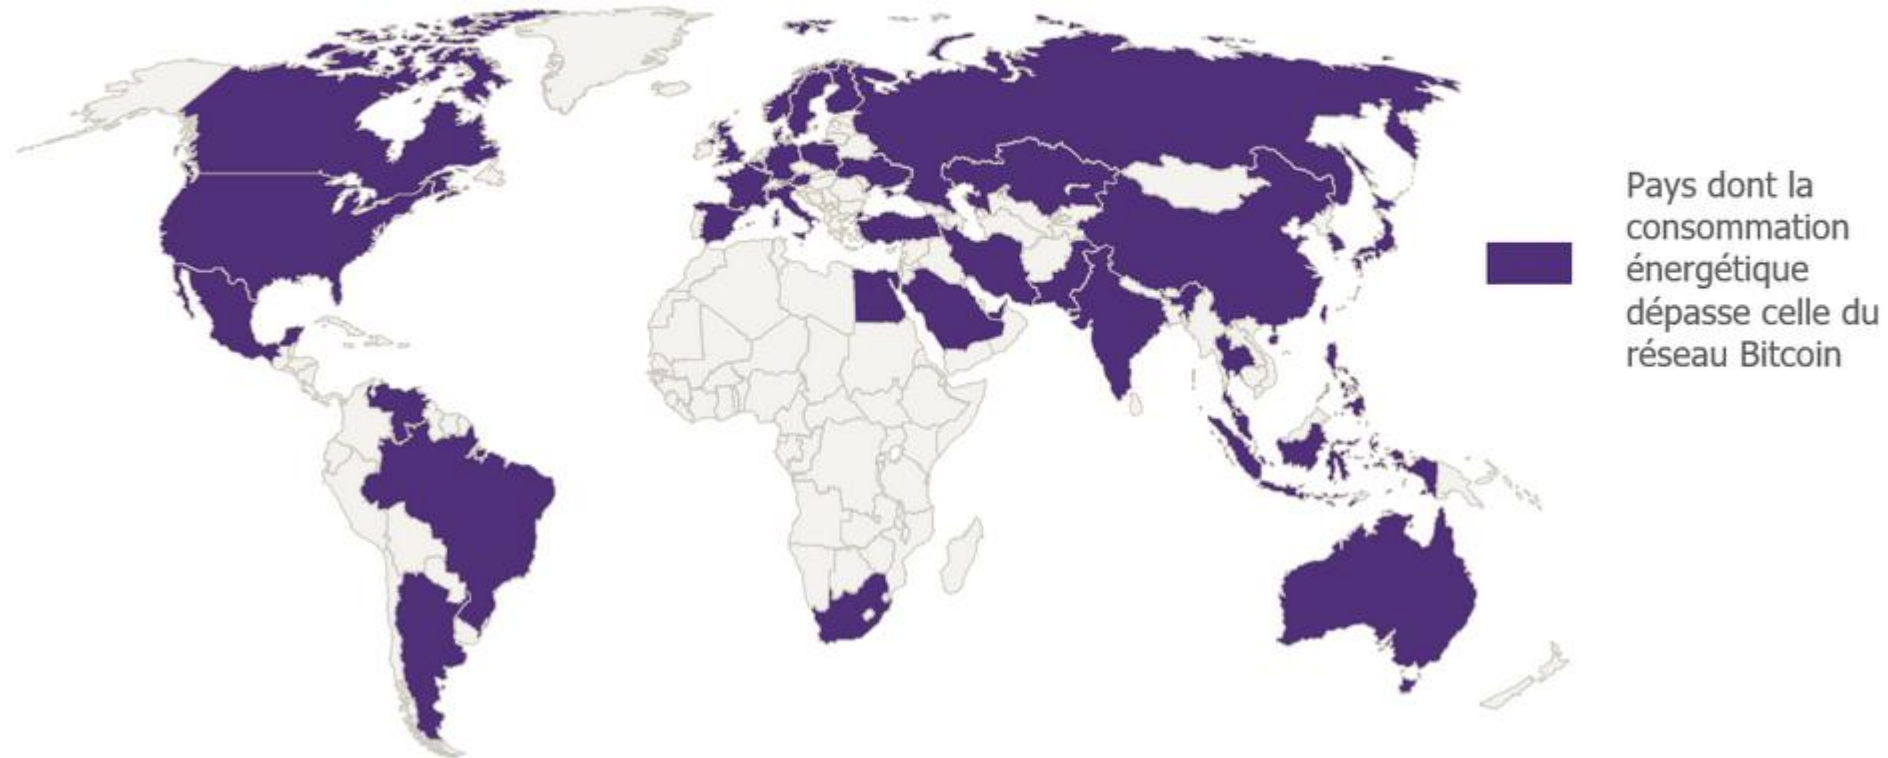 Pays dont la
consommation
énergétique
dépasse celle du
réseau Bitcoin